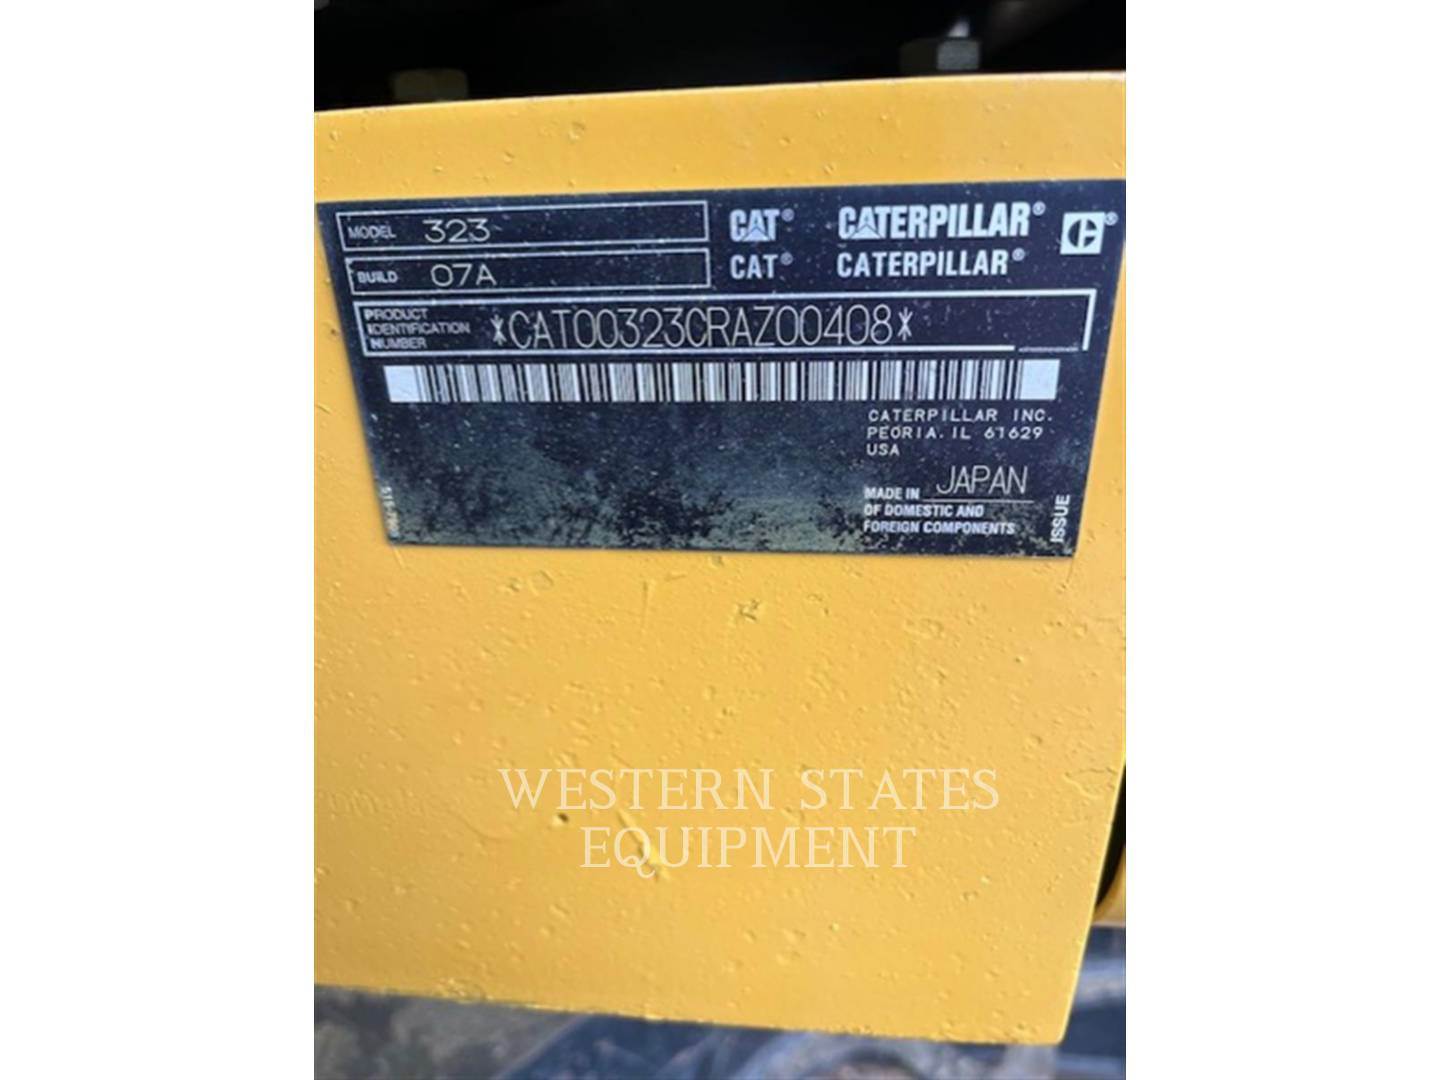 MODEL 323
BUILD 07A
CAT® CATERPILLAR®
CAT® CATERPILLAR®
PRODUCT
IDENTIFICATION
NUMBER
*CAT00323CRAZ00408*
CATERPILLAR INC.
PEORIA, IL 61629
USA
MADE IN JAPAN
OF DOMESTIC AND
FOREIGN COMPONENTS
ISSUE
WESTERN STATES
EQUIPMENT